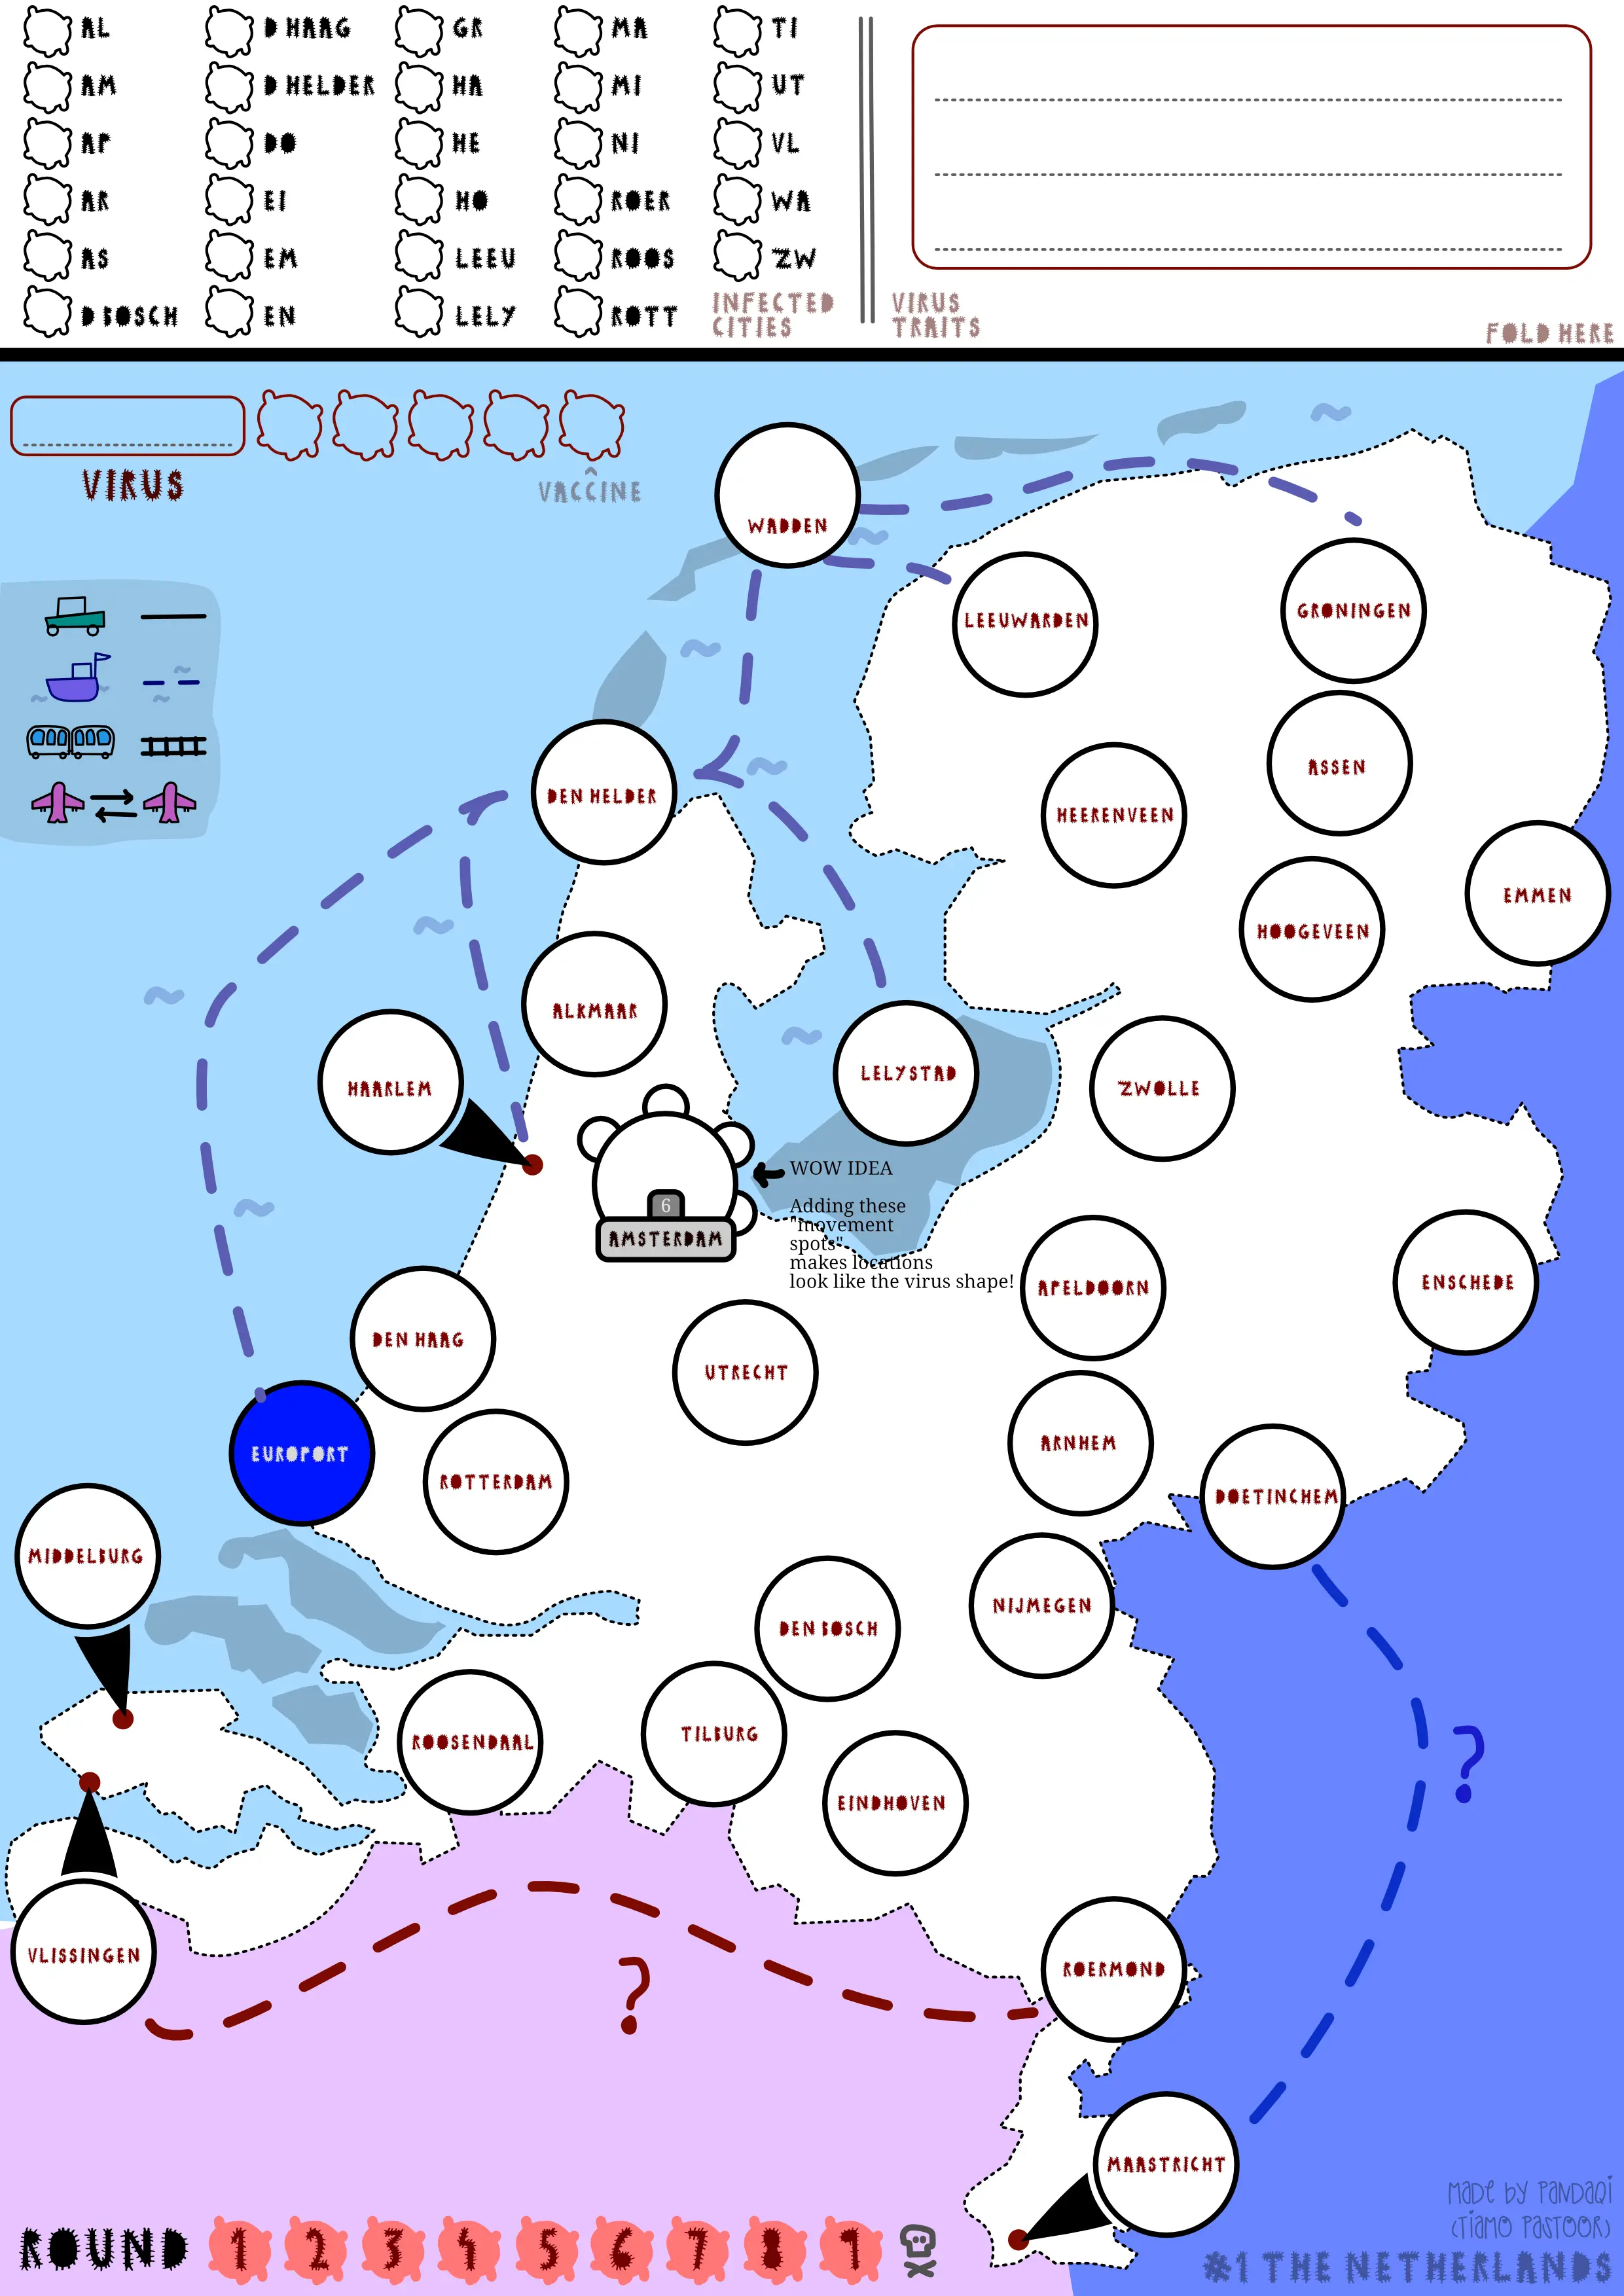 AL
D HAAG
GR
MA
TI
AM
D HELDER
HA
MI
UT
AP
DO
HE
NI
VL
AR
EI
HO
ROER
WA
AS
EM
LEEU
ROOS
ZW
D BOSCH
EN
LELY
ROTT
INFECTED
CITIES
VIRUS
TRAITS
FOLD HERE
VIRUS
VACCINE
WADDEN
LEEUWARDEN
GRONINGEN
ASSEN
DEN HELDER
HEERENVEEN
EMMEN
HOOGEVEEN
ALKMAAR
LELYSTAD
HAARLEM
ZWOLLE
6
AMSTERDAM
WOW IDEA
Adding these
"movement
spots"
makes locations
look like the virus shape!
APELDOORN
ENSCHEDE
DEN HAAG
UTRECHT
ARNHEM
EUROPORT
ROTTERDAM
DOETINCHEM
MIDDELBURG
NIJMEGEN
DEN BOSCH
ROOSENDAAL
TILBURG
?
EINDHOVEN
VLISSINGEN
ROERMOND
?
MAASTRICHT
MADE BY PANDAQI
(TIAMO PASTOOR)
ROUND 1 2 3 4 5 6 7 8 9
#1 THE NETHERLANDS